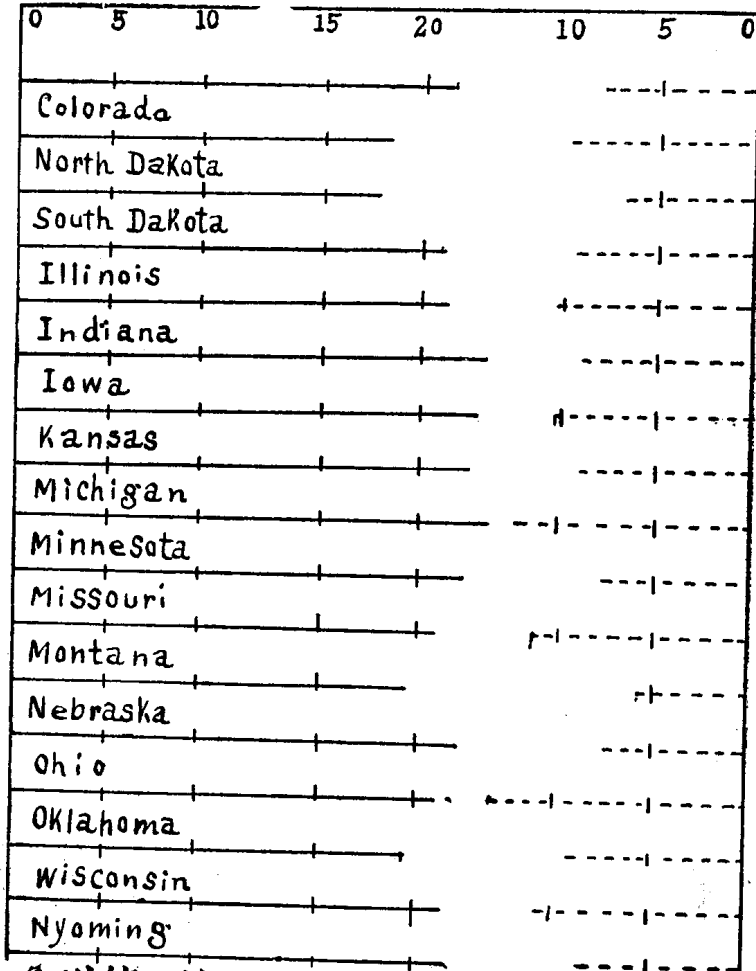 0 5 10 15 20 10 5 0
Colorado
North Dakota
South Dakota
Illinois
Indiana
Iowa
Kansas
Michigan
Minnesota
Missouri
Montana
Nebraska
Ohio
Oklahoma
Wisconsin
Nyoming